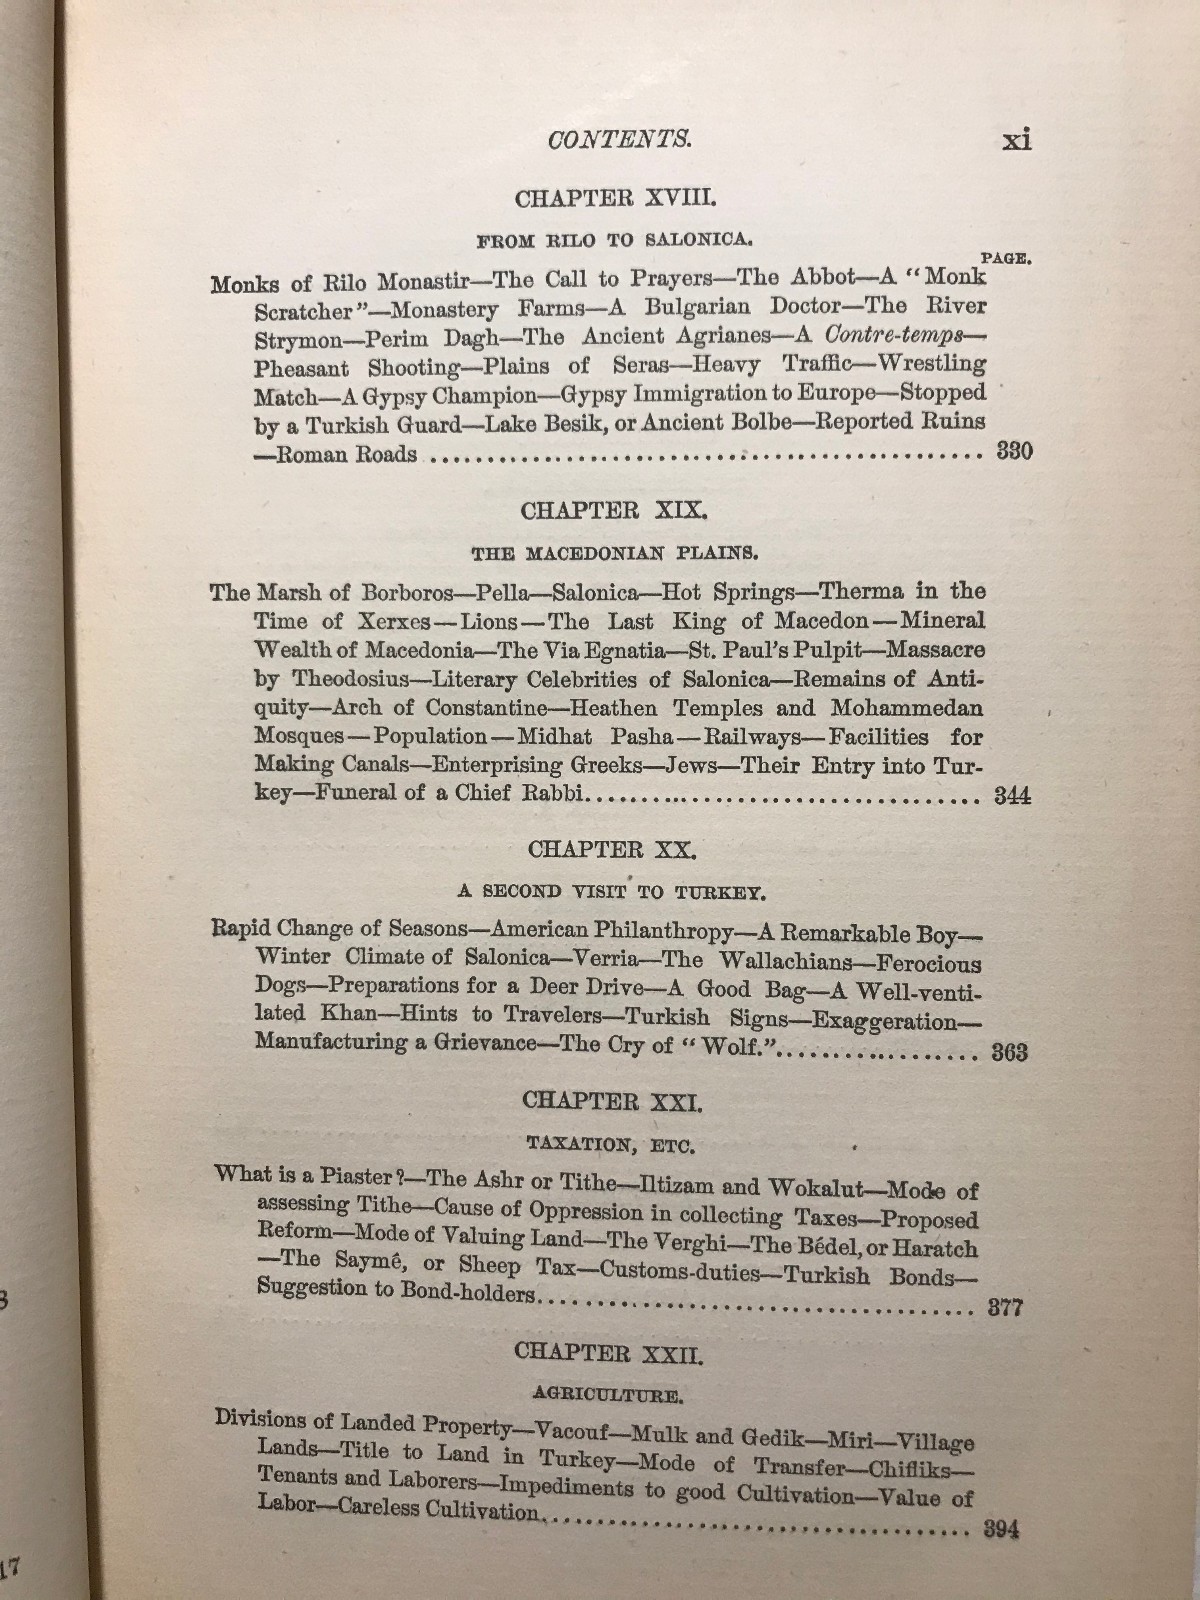 CONTENTS. xi
CHAPTER XVIII.
FROM RILO TO SALONICA.
PAGE.
Monks of Rilo Monastir—The Call to Prayers—The Abbot—A “Monk
Scratcher”—Monastery Farms—A Bulgarian Doctor—The River
Strymon—Perim Dagh—The Ancient Agrianes—A Contre-temps—
Pheasant Shooting—Plains of Seras—Heavy Traffic—Wrestling
Match—A Gypsy Champion—Gypsy Immigration to Europe—Stopped
by a Turkish Guard—Lake Besik, or Ancient Bolbe—Reported Ruins
—Roman Roads ................................................ 330
CHAPTER XIX.
THE MACEDONIAN PLAINS.
The Marsh of Borboros—Pella—Salonica—Hot Springs—Therma in the
Time of Xerxes—Lions—The Last King of Macedon—Mineral
Wealth of Macedonia—The Via Egnatia—St. Paul’s Pulpit—Massacre
by Theodosius—Literary Celebrities of Salonica—Remains of Anti-
quity—Arch of Constantine—Heathen Temples and Mohammedan
Mosques—Population—Midhat Pasha—Railways—Facilities for
Making Canals—Enterprising Greeks—Jews—Their Entry into Tur-
key—Funeral of a Chief Rabbi.................................. 344
CHAPTER XX.
A SECOND VISIT TO TURKEY.
Rapid Change of Seasons—American Philanthropy—A Remarkable Boy—
Winter Climate of Salonica—Verria—The Wallachians—Ferocious
Dogs—Preparations for a Deer Drive—A Good Bag—A Well-venti-
lated Khan—Hints to Travelers—Turkish Signs—Exaggeration—
Manufacturing a Grievance—The Cry of “Wolf.”.................. 363
CHAPTER XXI.
TAXATION, ETC.
What is a Piaster?—The Ashr or Tithe—Iltizam and Wokalut—Mode of
assessing Tithe—Cause of Oppression in collecting Taxes—Proposed
Reform—Mode of Valuing Land—The Verghi—The Bédel, or Haratch
—The Saymê, or Sheep Tax—Customs-duties—Turkish Bonds—
Suggestion to Bond-holders...................................... 377
CHAPTER XXII.
AGRICULTURE.
Divisions of Landed Property—Vacouf—Mulk and Gedik—Miri—Village
Lands—Title to Land in Turkey—Mode of Transfer—Chifliks—
Tenants and Laborers—Impediments to good Cultivation—Value of
Labor—Careless Cultivation..................................... 394
17